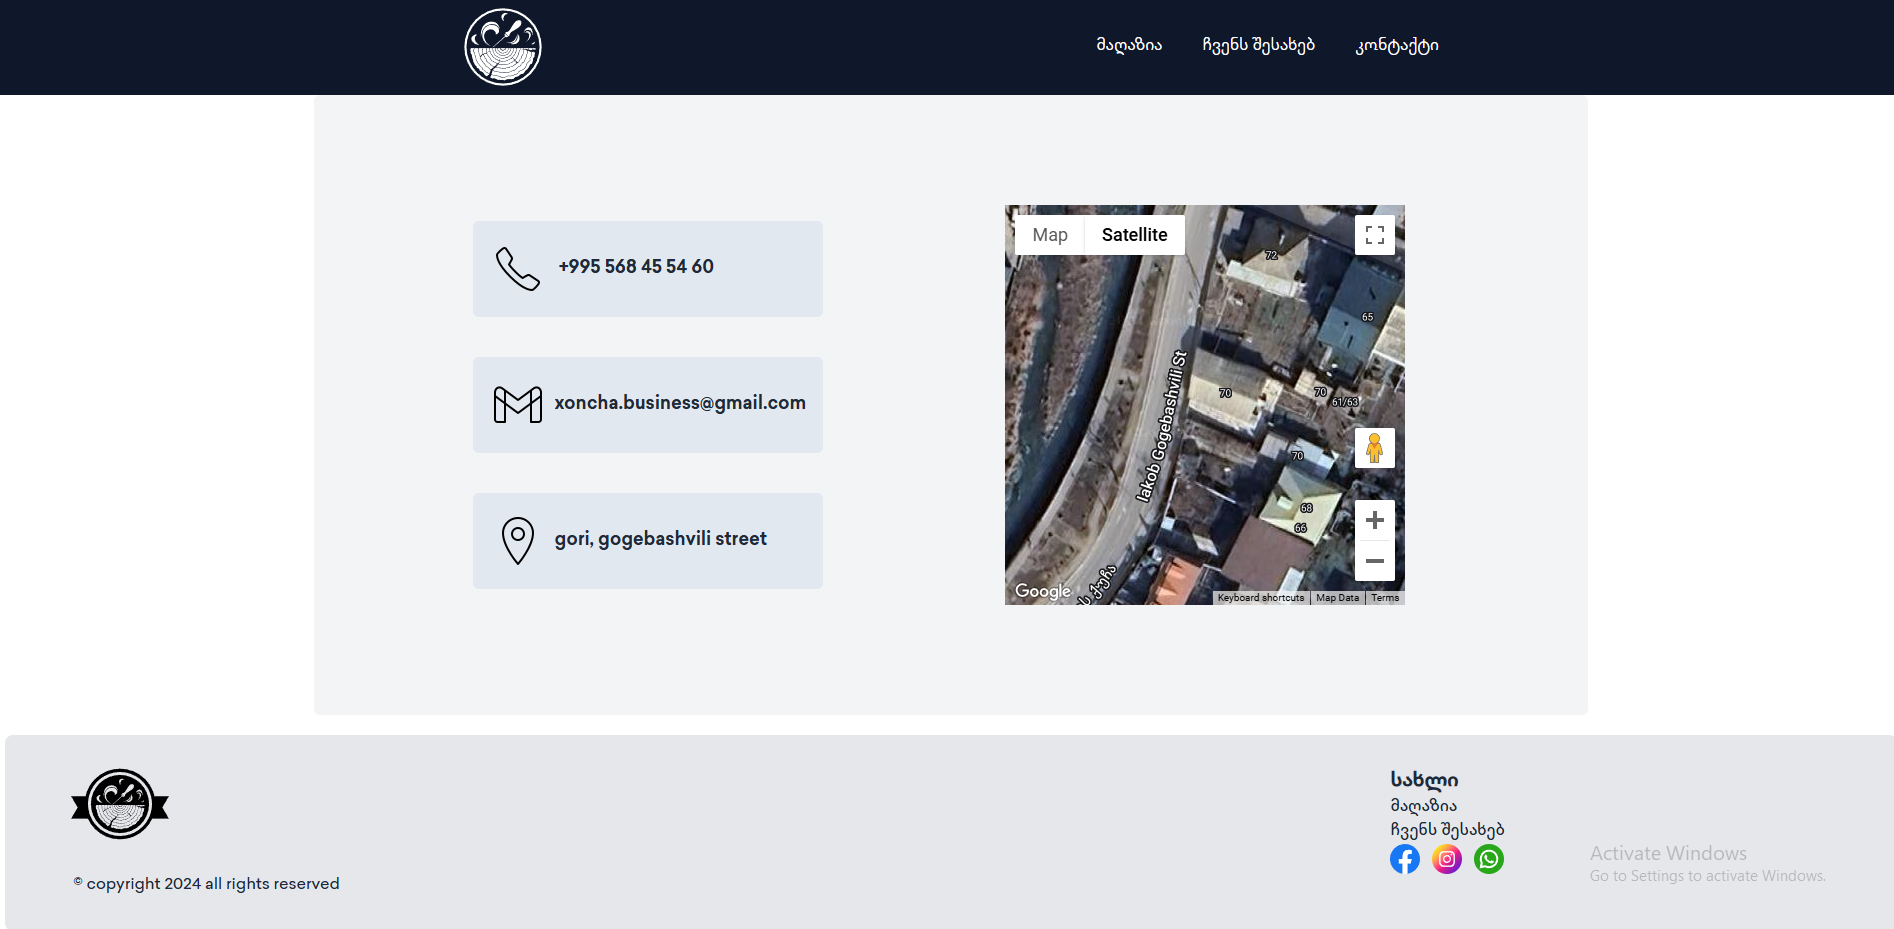 მაღაზია ჩვენს შესახებ კონტაქტი
+995 568 45 54 60
xoncha.business@gmail.com
gori, gogebashvili street
Map Satellite
72
65
Iakob Gogebashvili St
70
70
61/63
70
68
66
ს ქუჩა
Google
Keyboard shortcuts Map Data Terms
© copyright 2024 all rights reserved
სახლი
მაღაზია
ჩვენს შესახებ
Activate Windows
Go to Settings to activate Windows.